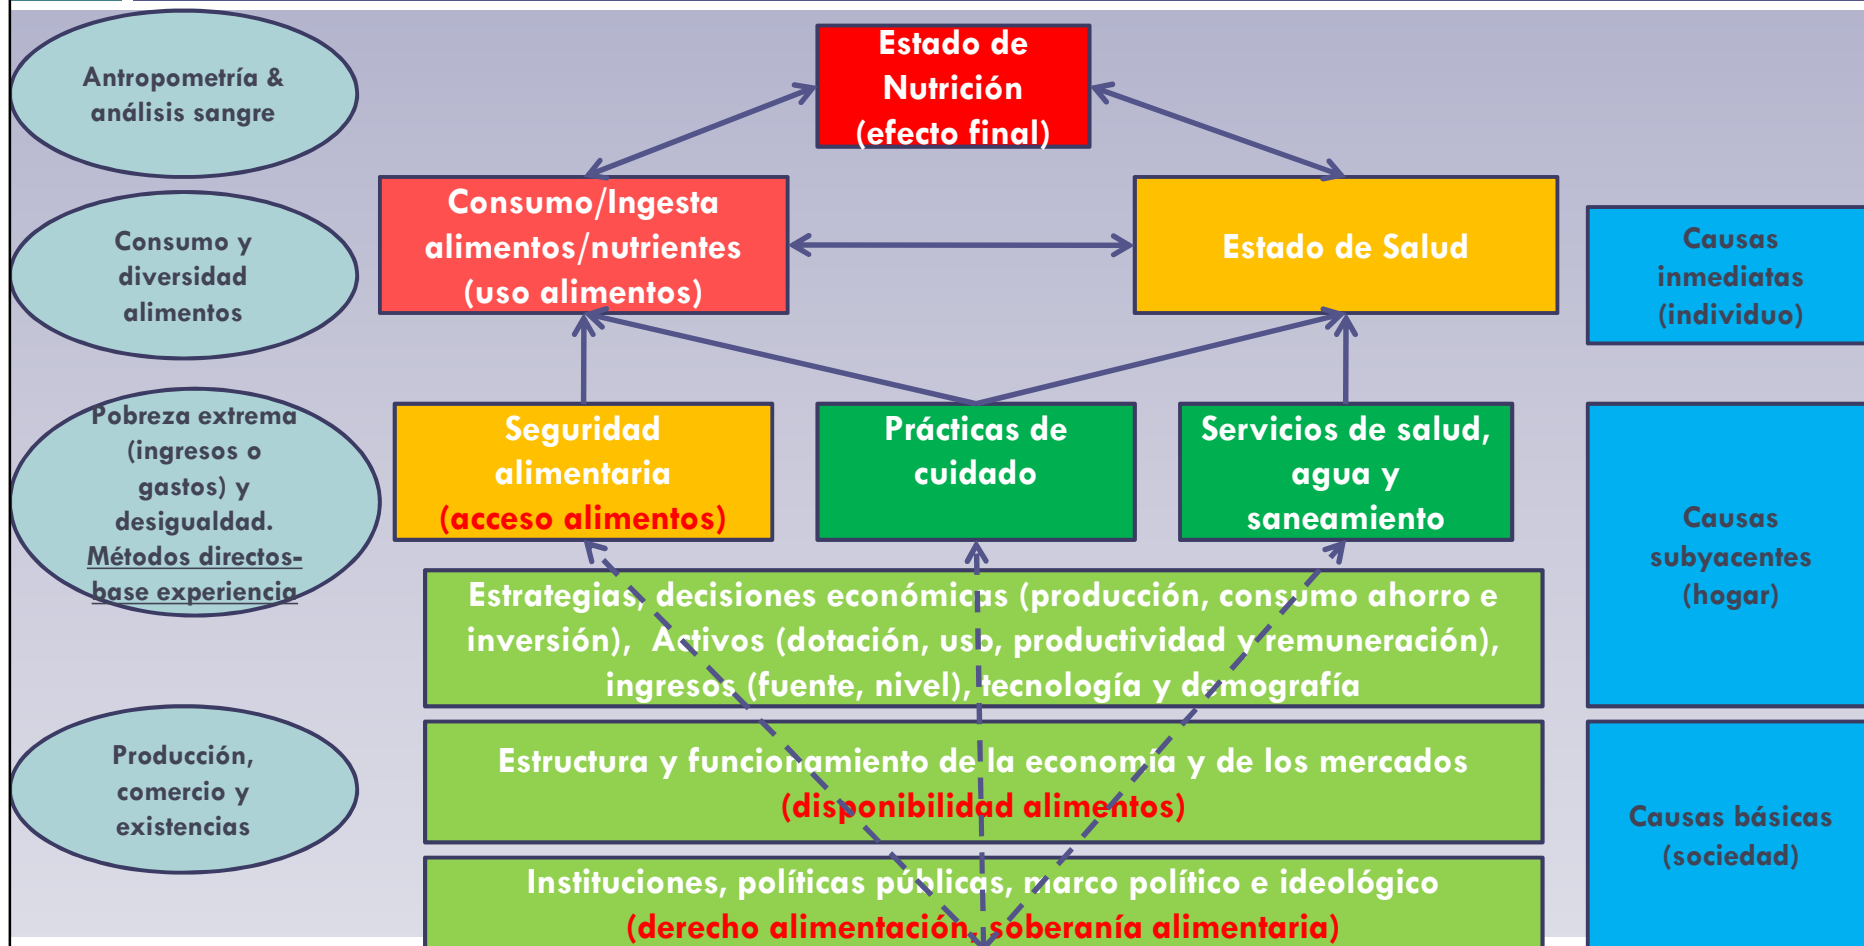 Antropometría &
análisis sangre
Estado de
Nutrición
(efecto final)
Consumo y
diversidad
alimentos
Consumo/Ingesta
alimentos/nutrientes
(uso alimentos)
Estado de Salud
Causas
inmediatas
(individuo)
Pobreza extrema
(ingresos o
gastos) y
desigualdad.
Métodos directos-
base experiencia
Seguridad
alimentaria
(acceso alimentos)
Prácticas de
cuidado
Servicios de salud,
agua y
saneamiento
Causas
subyacentes
(hogar)
Estrategias, decisiones económicas (producción, consumo ahorro e
inversión), Activos (dotación, uso, productividad y remuneración),
ingresos (fuente, nivel), tecnología y demografía
Producción,
comercio y
existencias
Estructura y funcionamiento de la economía y de los mercados
(disponibilidad alimentos)
Causas básicas
(sociedad)
Instituciones, políticas públicas, marco político e ideológico
(derecho alimentación, soberanía alimentaria)